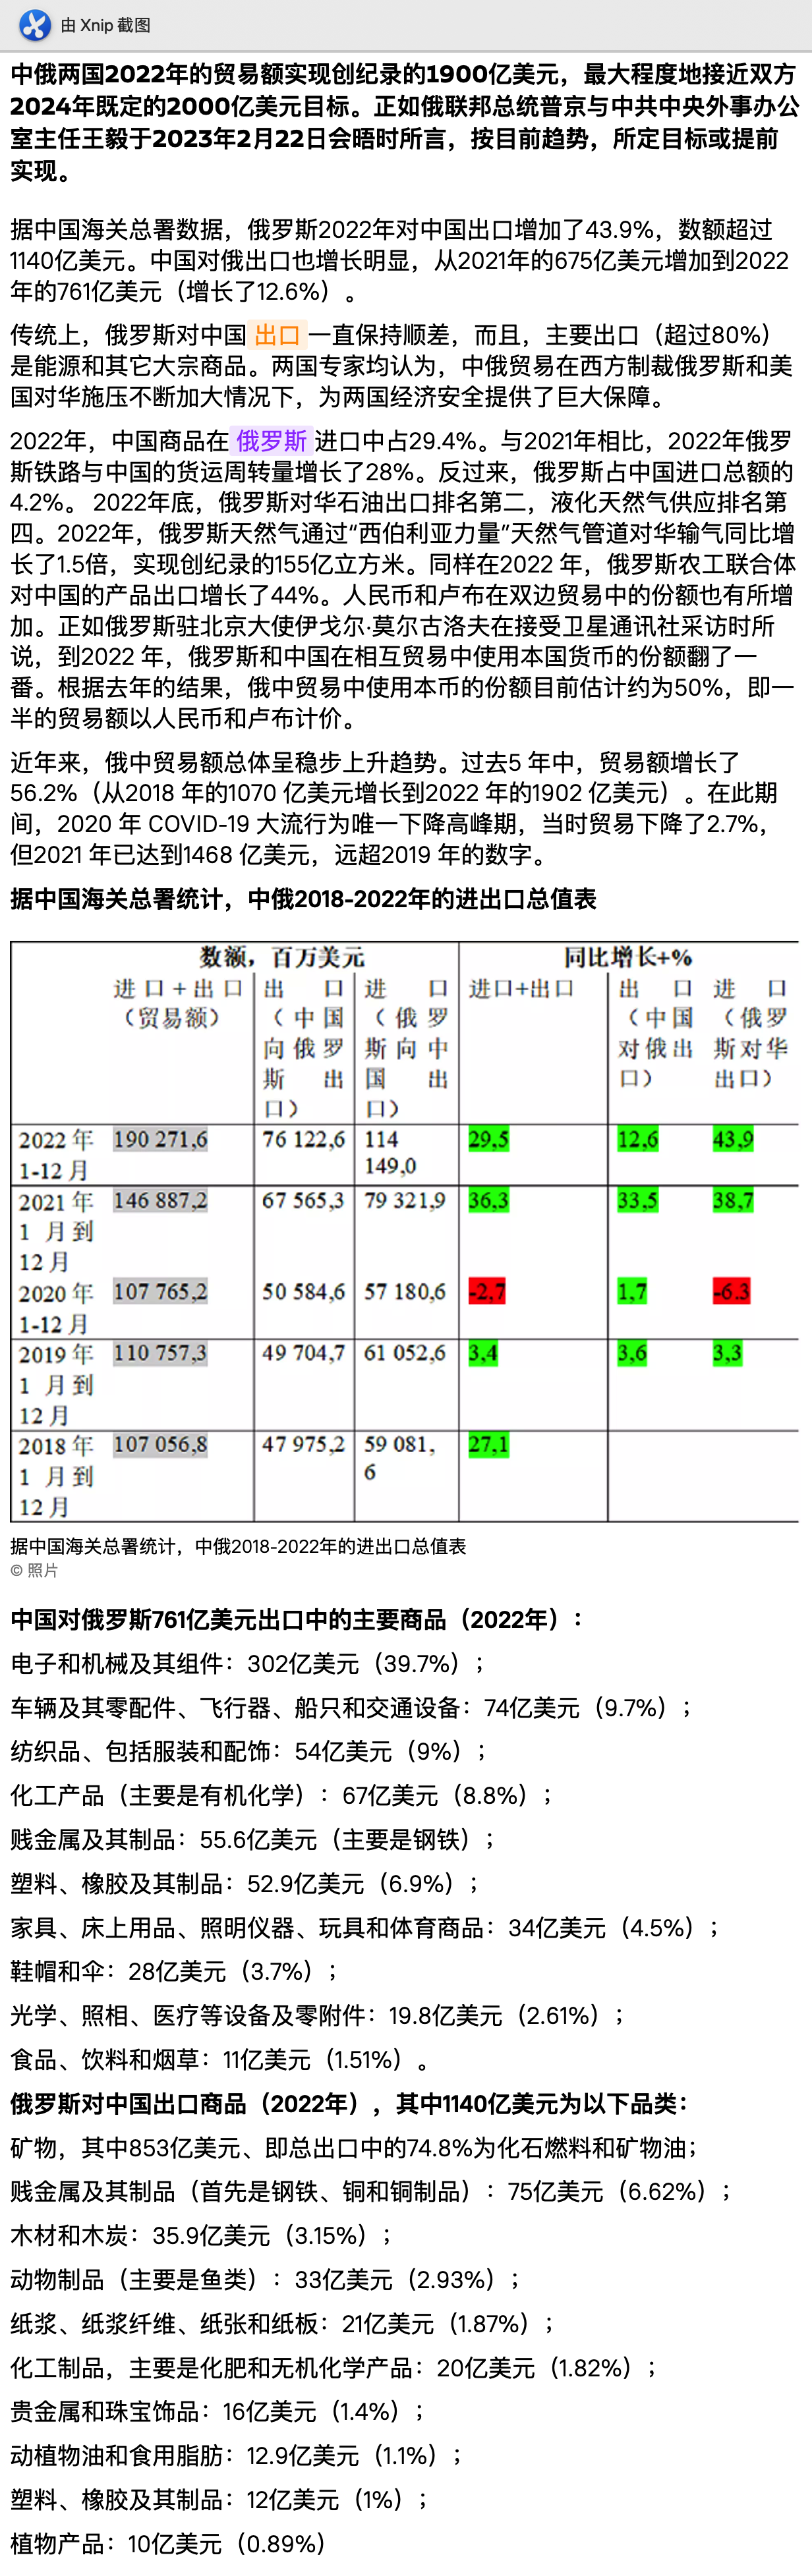 由 Xnip 截图
中俄两国2022年的贸易额实现创纪录的1900亿美元，最大程度地接近双方
2024年既定的2000亿美元目标。正如俄联邦总统普京与中共中央外事办公
室主任王毅于2023年2月22日会晤时所言，按目前趋势，所定目标或提前
实现。
据中国海关总署数据，俄罗斯2022年对中国出口增加了43.9%，数额超过
1140亿美元。中国对俄出口也增长明显，从2021年的675亿美元增加到2022
年的761亿美元（增长了12.6%）。
传统上，俄罗斯对中国 出口 一直保持顺差，而且，主要出口（超过80%）
是能源和其它大宗商品。两国专家均认为，中俄贸易在西方制裁俄罗斯和美
国对华施压不断加大情况下，为两国经济安全提供了巨大保障。
2022年，中国商品在 俄罗斯 进口中占29.4%。与2021年相比，2022年俄罗
斯铁路与中国的货运周转量增长了28%。反过来，俄罗斯占中国进口总额的
4.2%。 2022年底，俄罗斯对华石油出口排名第二，液化天然气供应排名第
四。2022年，俄罗斯天然气通过“西伯利亚力量”天然气管道对华输气同比增
长了1.5倍，实现创纪录的155亿立方米。同样在2022 年，俄罗斯农工联合体
对中国的产品出口增长了44%。人民币和卢布在双边贸易中的份额也有所增
加。正如俄罗斯驻北京大使伊戈尔·莫尔古洛夫在接受卫星通讯社采访时所
说，到2022 年，俄罗斯和中国在相互贸易中使用本国货币的份额翻了一
番。根据去年的结果，俄中贸易中使用本币的份额目前估计约为50%，即一
半的贸易额以人民币和卢布计价。
近年来，俄中贸易额总体呈稳步上升趋势。过去5 年中，贸易额增长了
56.2%（从2018 年的1070 亿美元增长到2022 年的1902 亿美元）。在此期
间，2020 年 COVID-19 大流行为唯一下降高峰期，当时贸易下降了2.7%，
但2021 年已达到1468 亿美元，远超2019 年的数字。
据中国海关总署统计，中俄2018-2022年的进出口总值表
数额，百万美元 同比增长+%
进口+出口（贸易额） 出口（中国向俄罗斯出口） 进口（俄罗斯向中国出口） 进口+出口 出口（中国对俄出口） 进口（俄罗斯对华出口）
2022 年 1-12 月 190 271,6 76 122,6 114 149,0 29,5 12,6 43,9
2021 年 1 月到 12 月 146 887,2 67 565,3 79 321,9 36,3 33,5 38,7
2020 年 1-12 月 107 765,2 50 584,6 57 180,6 -2,7 1,7 -6.3
2019 年 1 月到 12 月 110 757,3 49 704,7 61 052,6 3,4 3,6 3,3
2018 年 1 月到 12 月 107 056,8 47 975,2 59 081,6 27,1
据中国海关总署统计，中俄2018-2022年的进出口总值表
© 照片
中国对俄罗斯761亿美元出口中的主要商品（2022年）：
电子和机械及其组件：302亿美元（39.7%）；
车辆及其零配件、飞行器、船只和交通设备：74亿美元（9.7%）；
纺织品、包括服装和配饰：54亿美元（9%）；
化工产品（主要是有机化学）：67亿美元（8.8%）；
贱金属及其制品：55.6亿美元（主要是钢铁）；
塑料、橡胶及其制品：52.9亿美元（6.9%）；
家具、床上用品、照明仪器、玩具和体育商品：34亿美元（4.5%）；
鞋帽和伞：28亿美元（3.7%）；
光学、照相、医疗等设备及零附件：19.8亿美元（2.61%）；
食品、饮料和烟草：11亿美元（1.51%）。
俄罗斯对中国出口商品（2022年），其中1140亿美元为以下品类：
矿物，其中853亿美元、即总出口中的74.8%为化石燃料和矿物油；
贱金属及其制品（首先是钢铁、铜和铜制品）：75亿美元（6.62%）；
木材和木炭：35.9亿美元（3.15%）；
动物制品（主要是鱼类）：33亿美元（2.93%）；
纸浆、纸浆纤维、纸张和纸板：21亿美元（1.87%）；
化工制品，主要是化肥和无机化学产品：20亿美元（1.82%）；
贵金属和珠宝饰品：16亿美元（1.4%）；
动植物油和食用脂肪：12.9亿美元（1.1%）；
塑料、橡胶及其制品：12亿美元（1%）；
植物产品：10亿美元（0.89%）